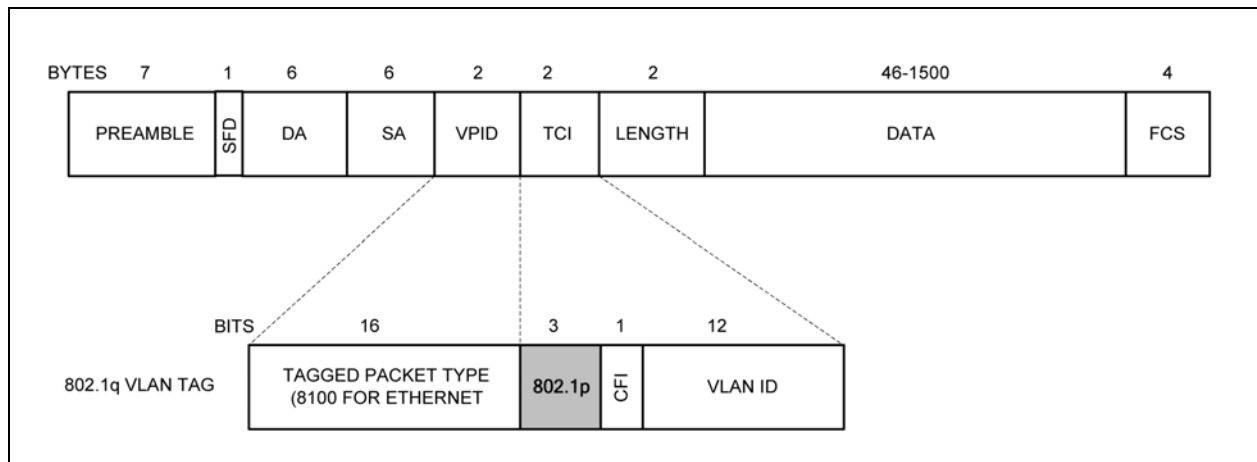 BYTES 7 1 6 6 2 2 2 46-1500 4
PREAMBLE SFD DA SA VPID TCI LENGTH DATA FCS
BITS 16 3 1 12
802.1q VLAN TAG
TAGGED PACKET TYPE
(8100 FOR ETHERNET
802.1p CFI VLAN ID